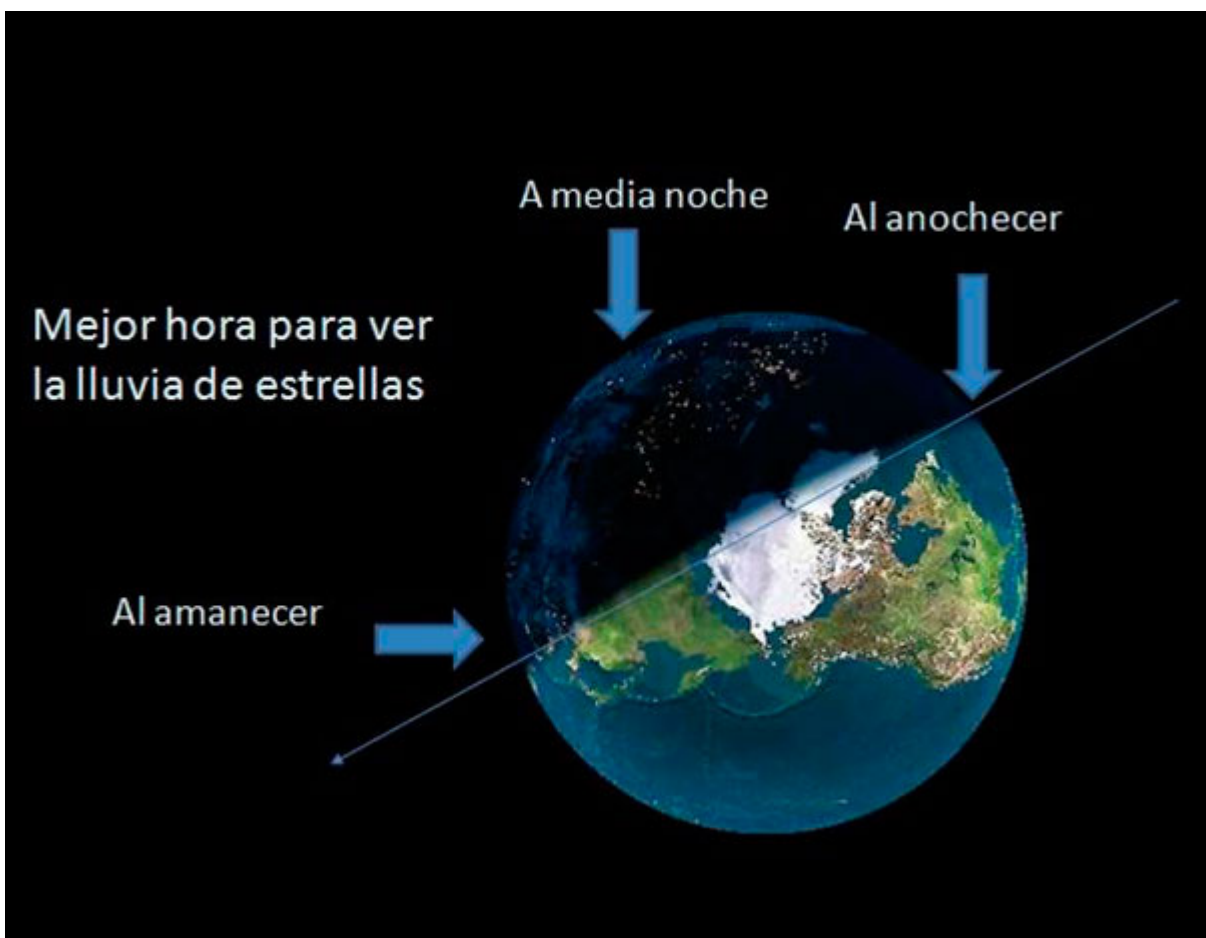 A media noche
Al anochecer
Mejor hora para ver
la lluvia de estrellas
Al amanecer